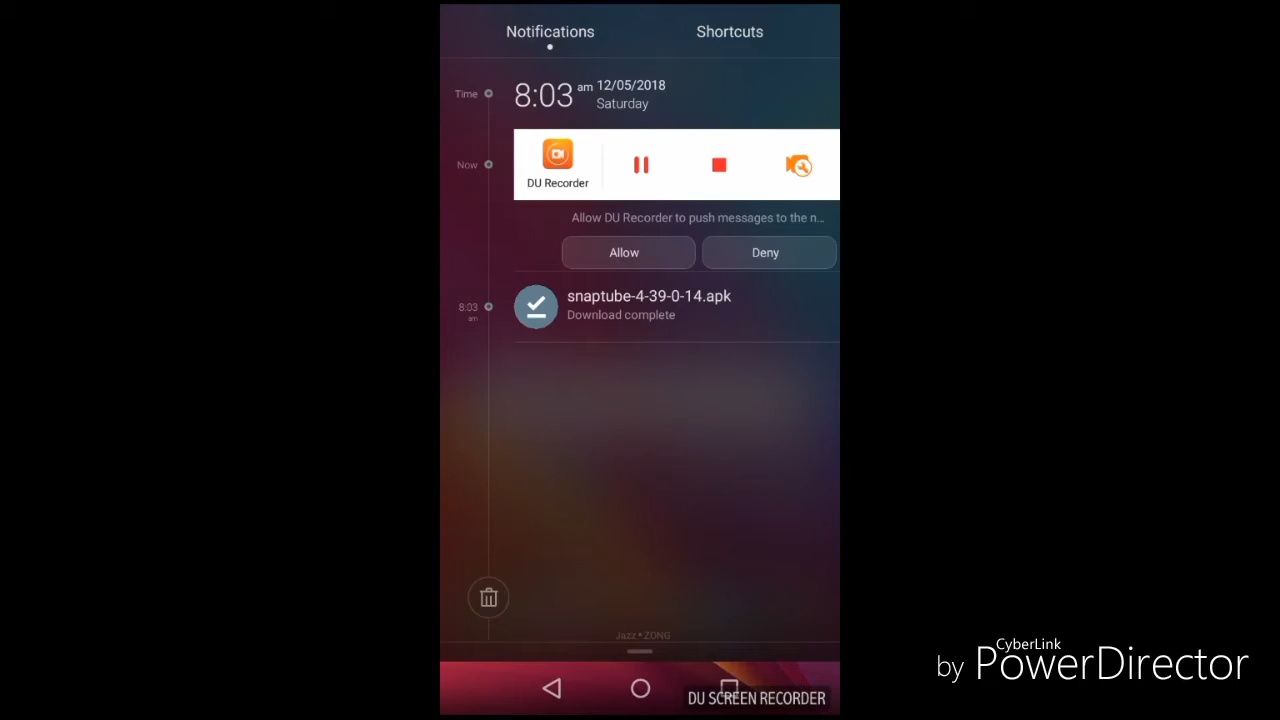 Notifications
Shortcuts
Time
8:03 am 12/05/2018
Saturday
Now
DU Recorder
Allow DU Recorder to push messages to the n...
Allow
Deny
8:03
am
snaptube-4-39-0-14.apk
Download complete
Jazz • ZONG
DU SCREEN RECORDER
CyberLink
by PowerDirector